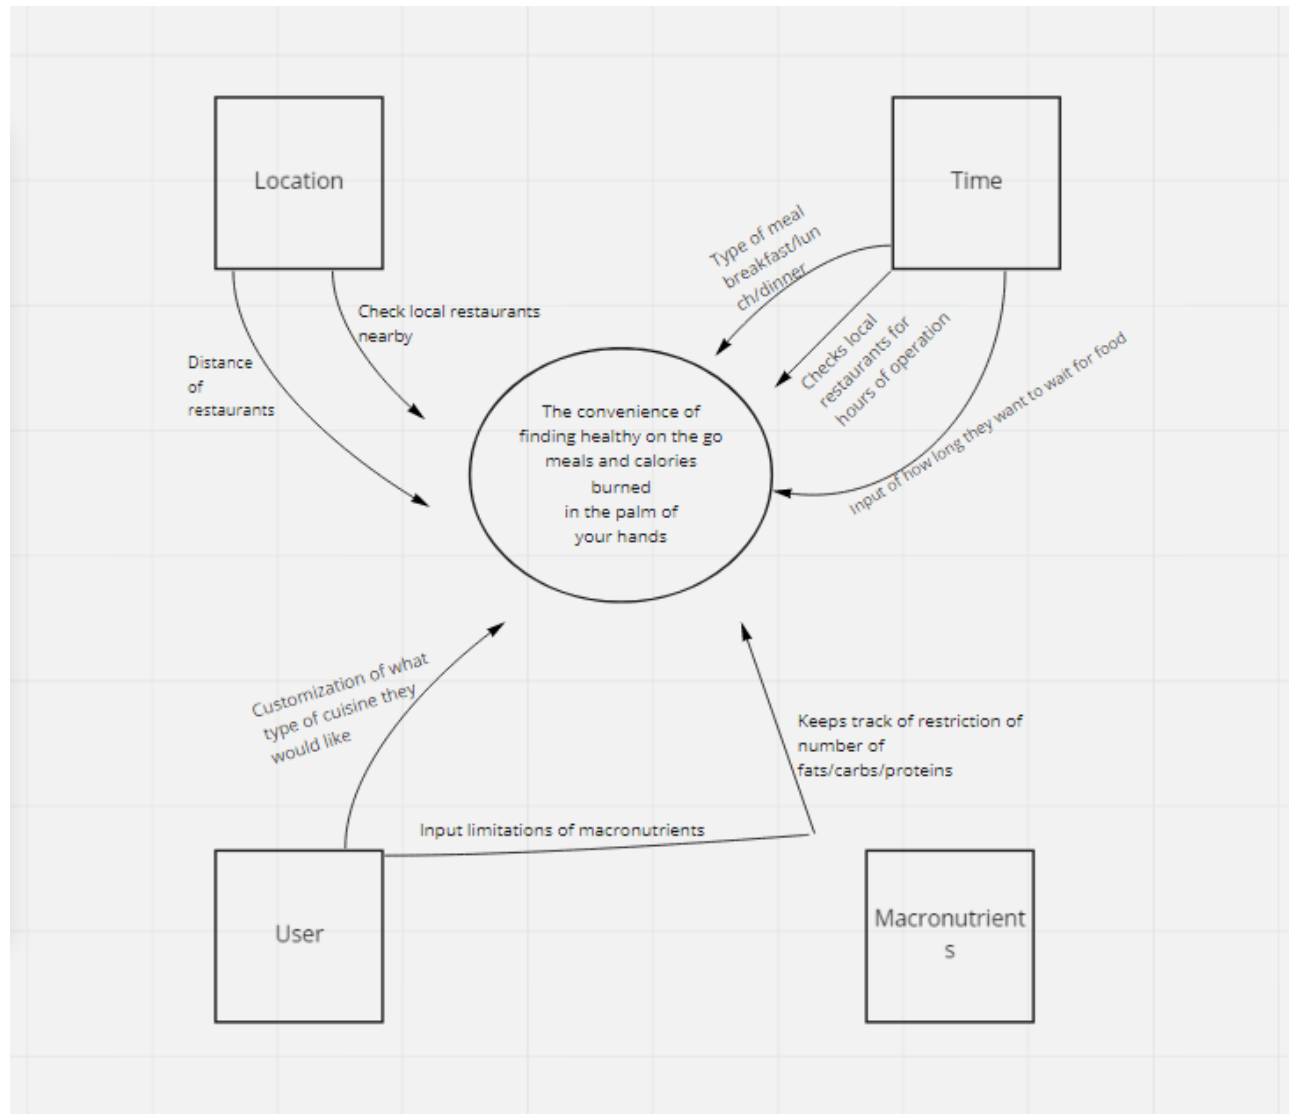 Location
Time
Type of meal
breakfast/lun
ch/dinner
Check local restaurants
nearby
Distance
of
restaurants
Checks local
restaurants for
hours of operation
Input of how long they want to wait for food
The convenience of
finding healthy on the go
meals and calories
burned
in the palm of
your hands
Customization of what
type of cuisine they
would like
Keeps track of restriction of
number of
fats/carbs/proteins
Input limitations of macronutrients
User
Macronutrient
s